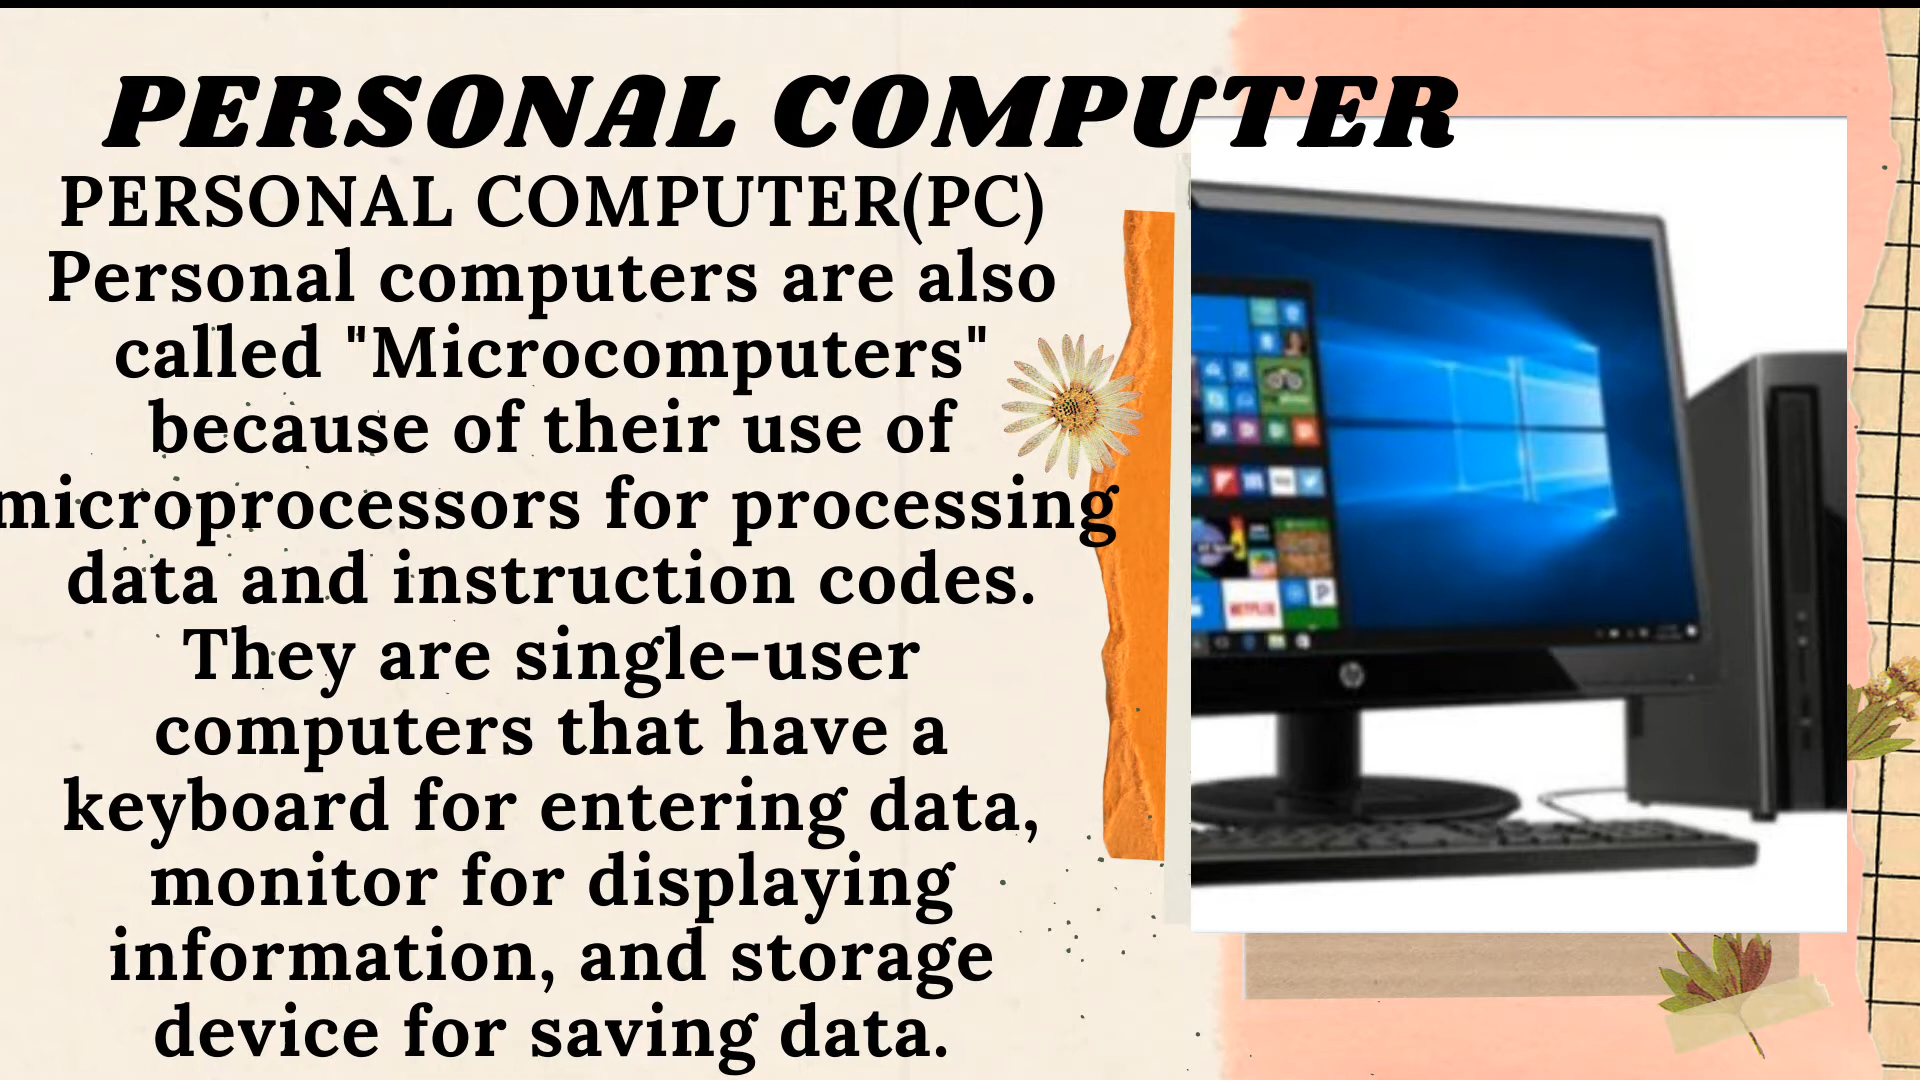 PERSONAL COMPUTER
PERSONAL COMPUTER(PC)
Personal computers are also
called "Microcomputers"
because of their use of
microprocessors for processing
data and instruction codes.
They are single-user
computers that have a
keyboard for entering data,
monitor for displaying
information, and storage
device for saving data.
NETFLIX
hp